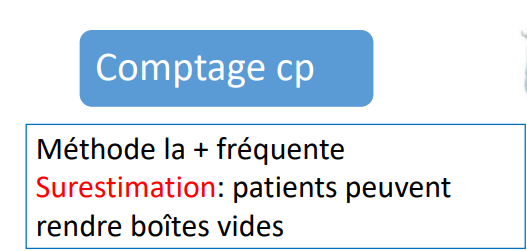 Comptage cp
Méthode la + fréquente
Surestimation: patients peuvent
rendre boîtes vides